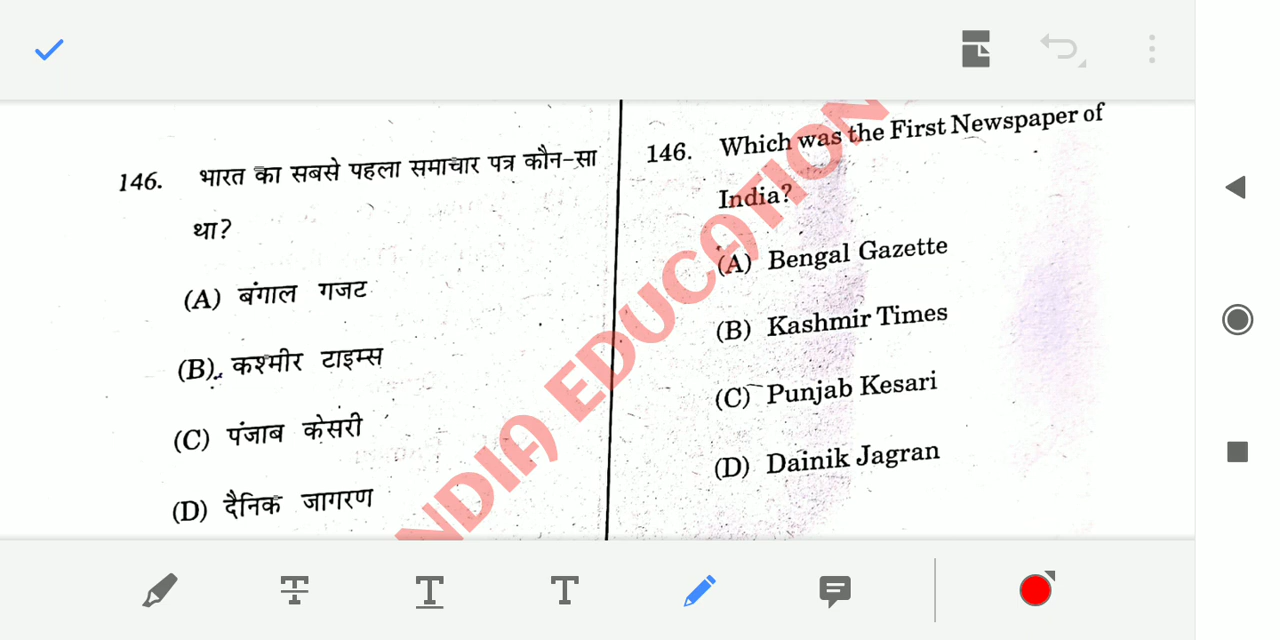 146. भारत का सबसे पहला समाचार पत्र कौन-सा
था?
(A) बंगाल गजट
(B) कश्मीर टाइम्स
(C) पंजाब केसरी
(D) दैनिक जागरण
146. Which was the First Newspaper of
India?
(A) Bengal Gazette
(B) Kashmir Times
(C) Punjab Kesari
(D) Dainik Jagran
INDIA EDUCATION
T
T
T